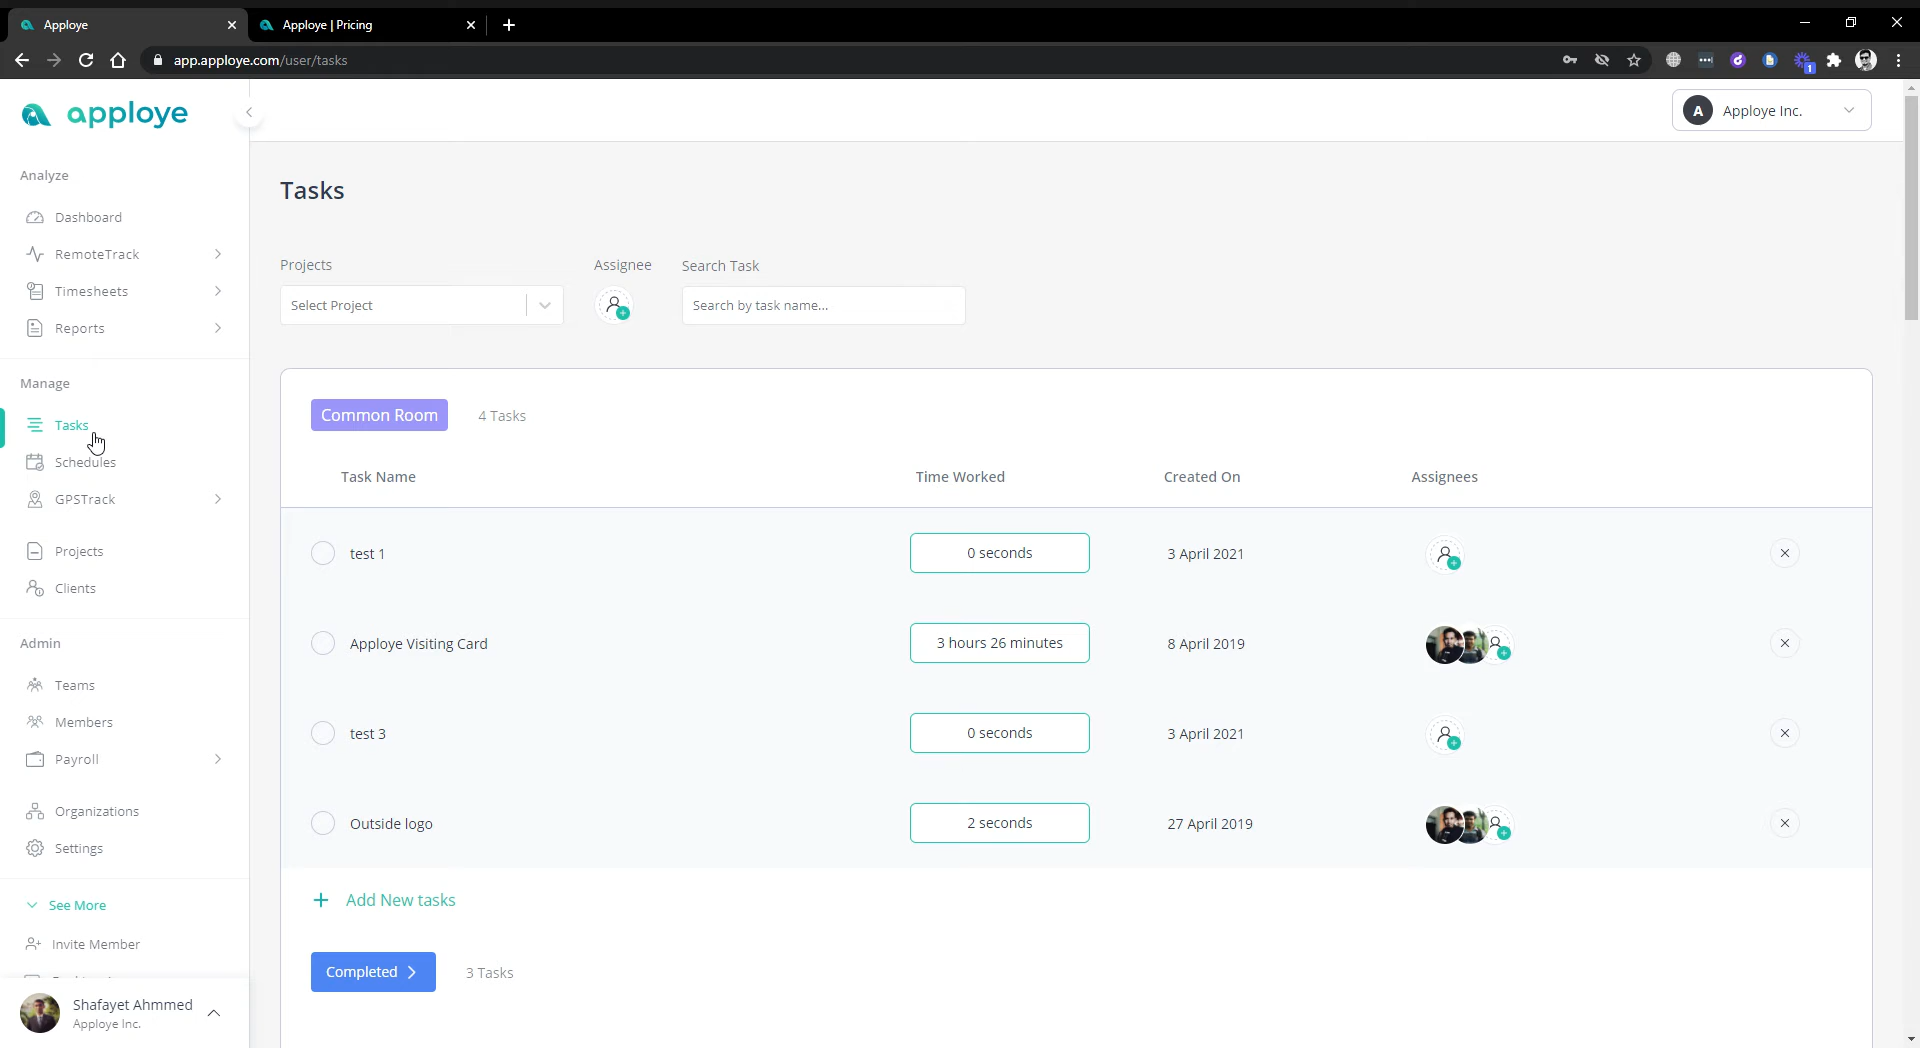 Apploye
Apploye | Pricing
app.apploye.com/user/tasks
1
apploye
A
Apploye Inc.
Analyze
Dashboard
RemoteTrack
Timesheets
Reports
Manage
Tasks
Schedules
GPSTrack
Projects
Clients
Admin
Teams
Members
Payroll
Organizations
Settings
See More
Invite Member
Shafayet Ahmmed
Apploye Inc.
Tasks
Projects
Assignee
Search Task
Select Project
Search by task name...
Common Room
4 Tasks
Task Name
Time Worked
Created On
Assignees
test 1
0 seconds
3 April 2021
Apploye Visiting Card
3 hours 26 minutes
8 April 2019
test 3
0 seconds
3 April 2021
Outside logo
2 seconds
27 April 2019
+ Add New tasks
Completed
3 Tasks